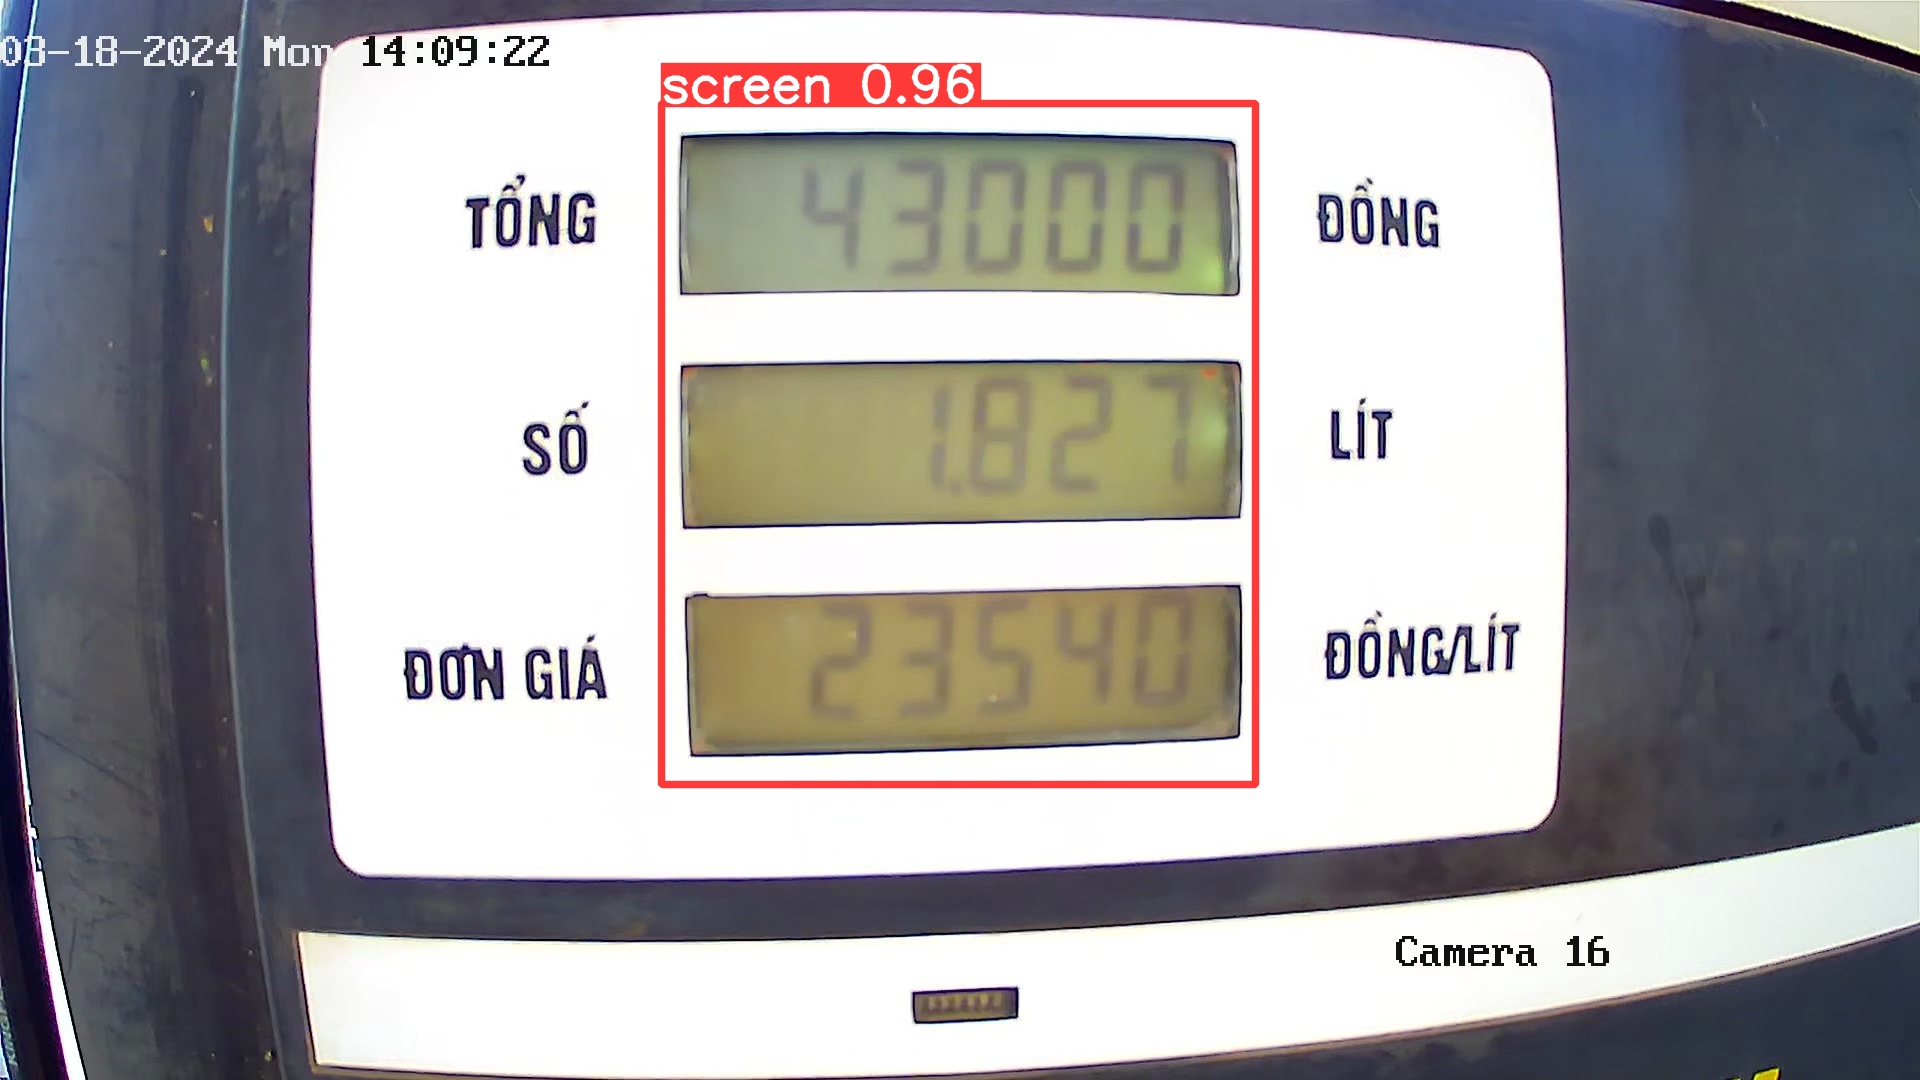 03-18-2024 Mon 14:09:22
screen 0.96
TỔNG 43000 ĐỒNG
SỐ 1.827 LÍT
ĐƠN GIÁ 23540 ĐỒNG/LÍT
Camera 16